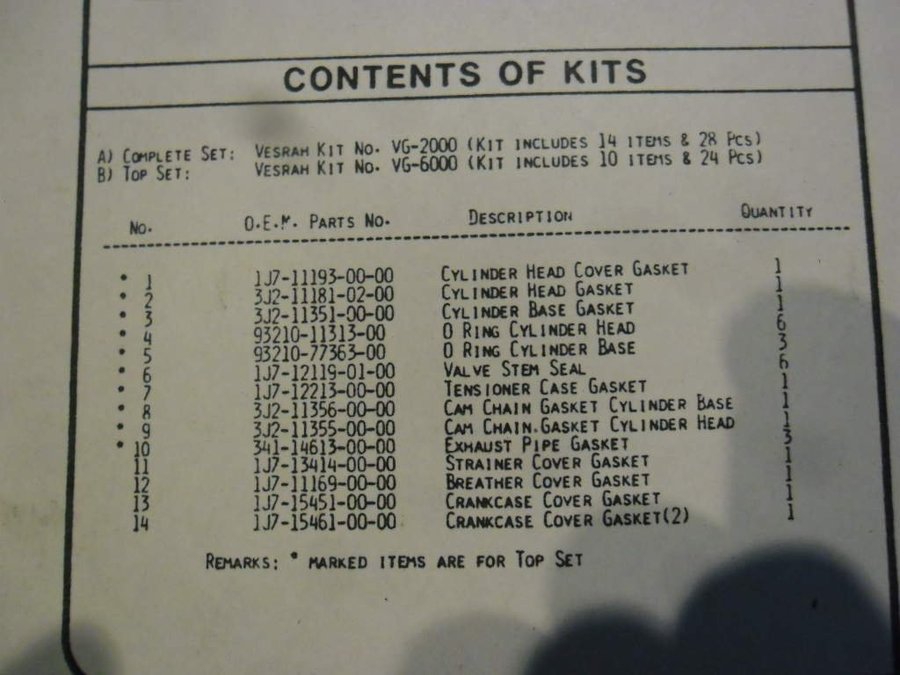 CONTENTS OF KITS
A) COMPLETE SET: VESRAH KIT NO. VG-2000 (KIT INCLUDES 14 ITEMS & 28 PCS)
B) TOP SET: VESRAH KIT NO. VG-6000 (KIT INCLUDES 10 ITEMS & 24 PCS)
NO. O.E.M. PARTS NO. DESCRIPTION QUANTITY
* 1 1J7-11193-00-00 CYLINDER HEAD COVER GASKET 1
* 2 3J2-11181-02-00 CYLINDER HEAD GASKET 1
* 3 3J2-11351-00-00 CYLINDER BASE GASKET 1
* 4 93210-11313-00 O RING CYLINDER HEAD 6
* 5 93210-77363-00 O RING CYLINDER BASE 3
* 6 1J7-12119-01-00 VALVE STEM SEAL 6
* 7 1J7-12213-00-00 TENSIONER CASE GASKET 1
* 8 3J2-11356-00-00 CAM CHAIN GASKET CYLINDER BASE 1
* 9 3J2-11355-00-00 CAM CHAIN.GASKET CYLINDER HEAD 1
* 10 341-14613-00-00 EXHAUST PIPE GASKET 3
11 1J7-13414-00-00 STRAINER COVER GASKET 1
12 1J7-11169-00-00 BREATHER COVER GASKET 1
13 1J7-15451-00-00 CRANKCASE COVER GASKET 1
14 1J7-15461-00-00 CRANKCASE COVER GASKET(2) 1
REMARKS: * MARKED ITEMS ARE FOR TOP SET